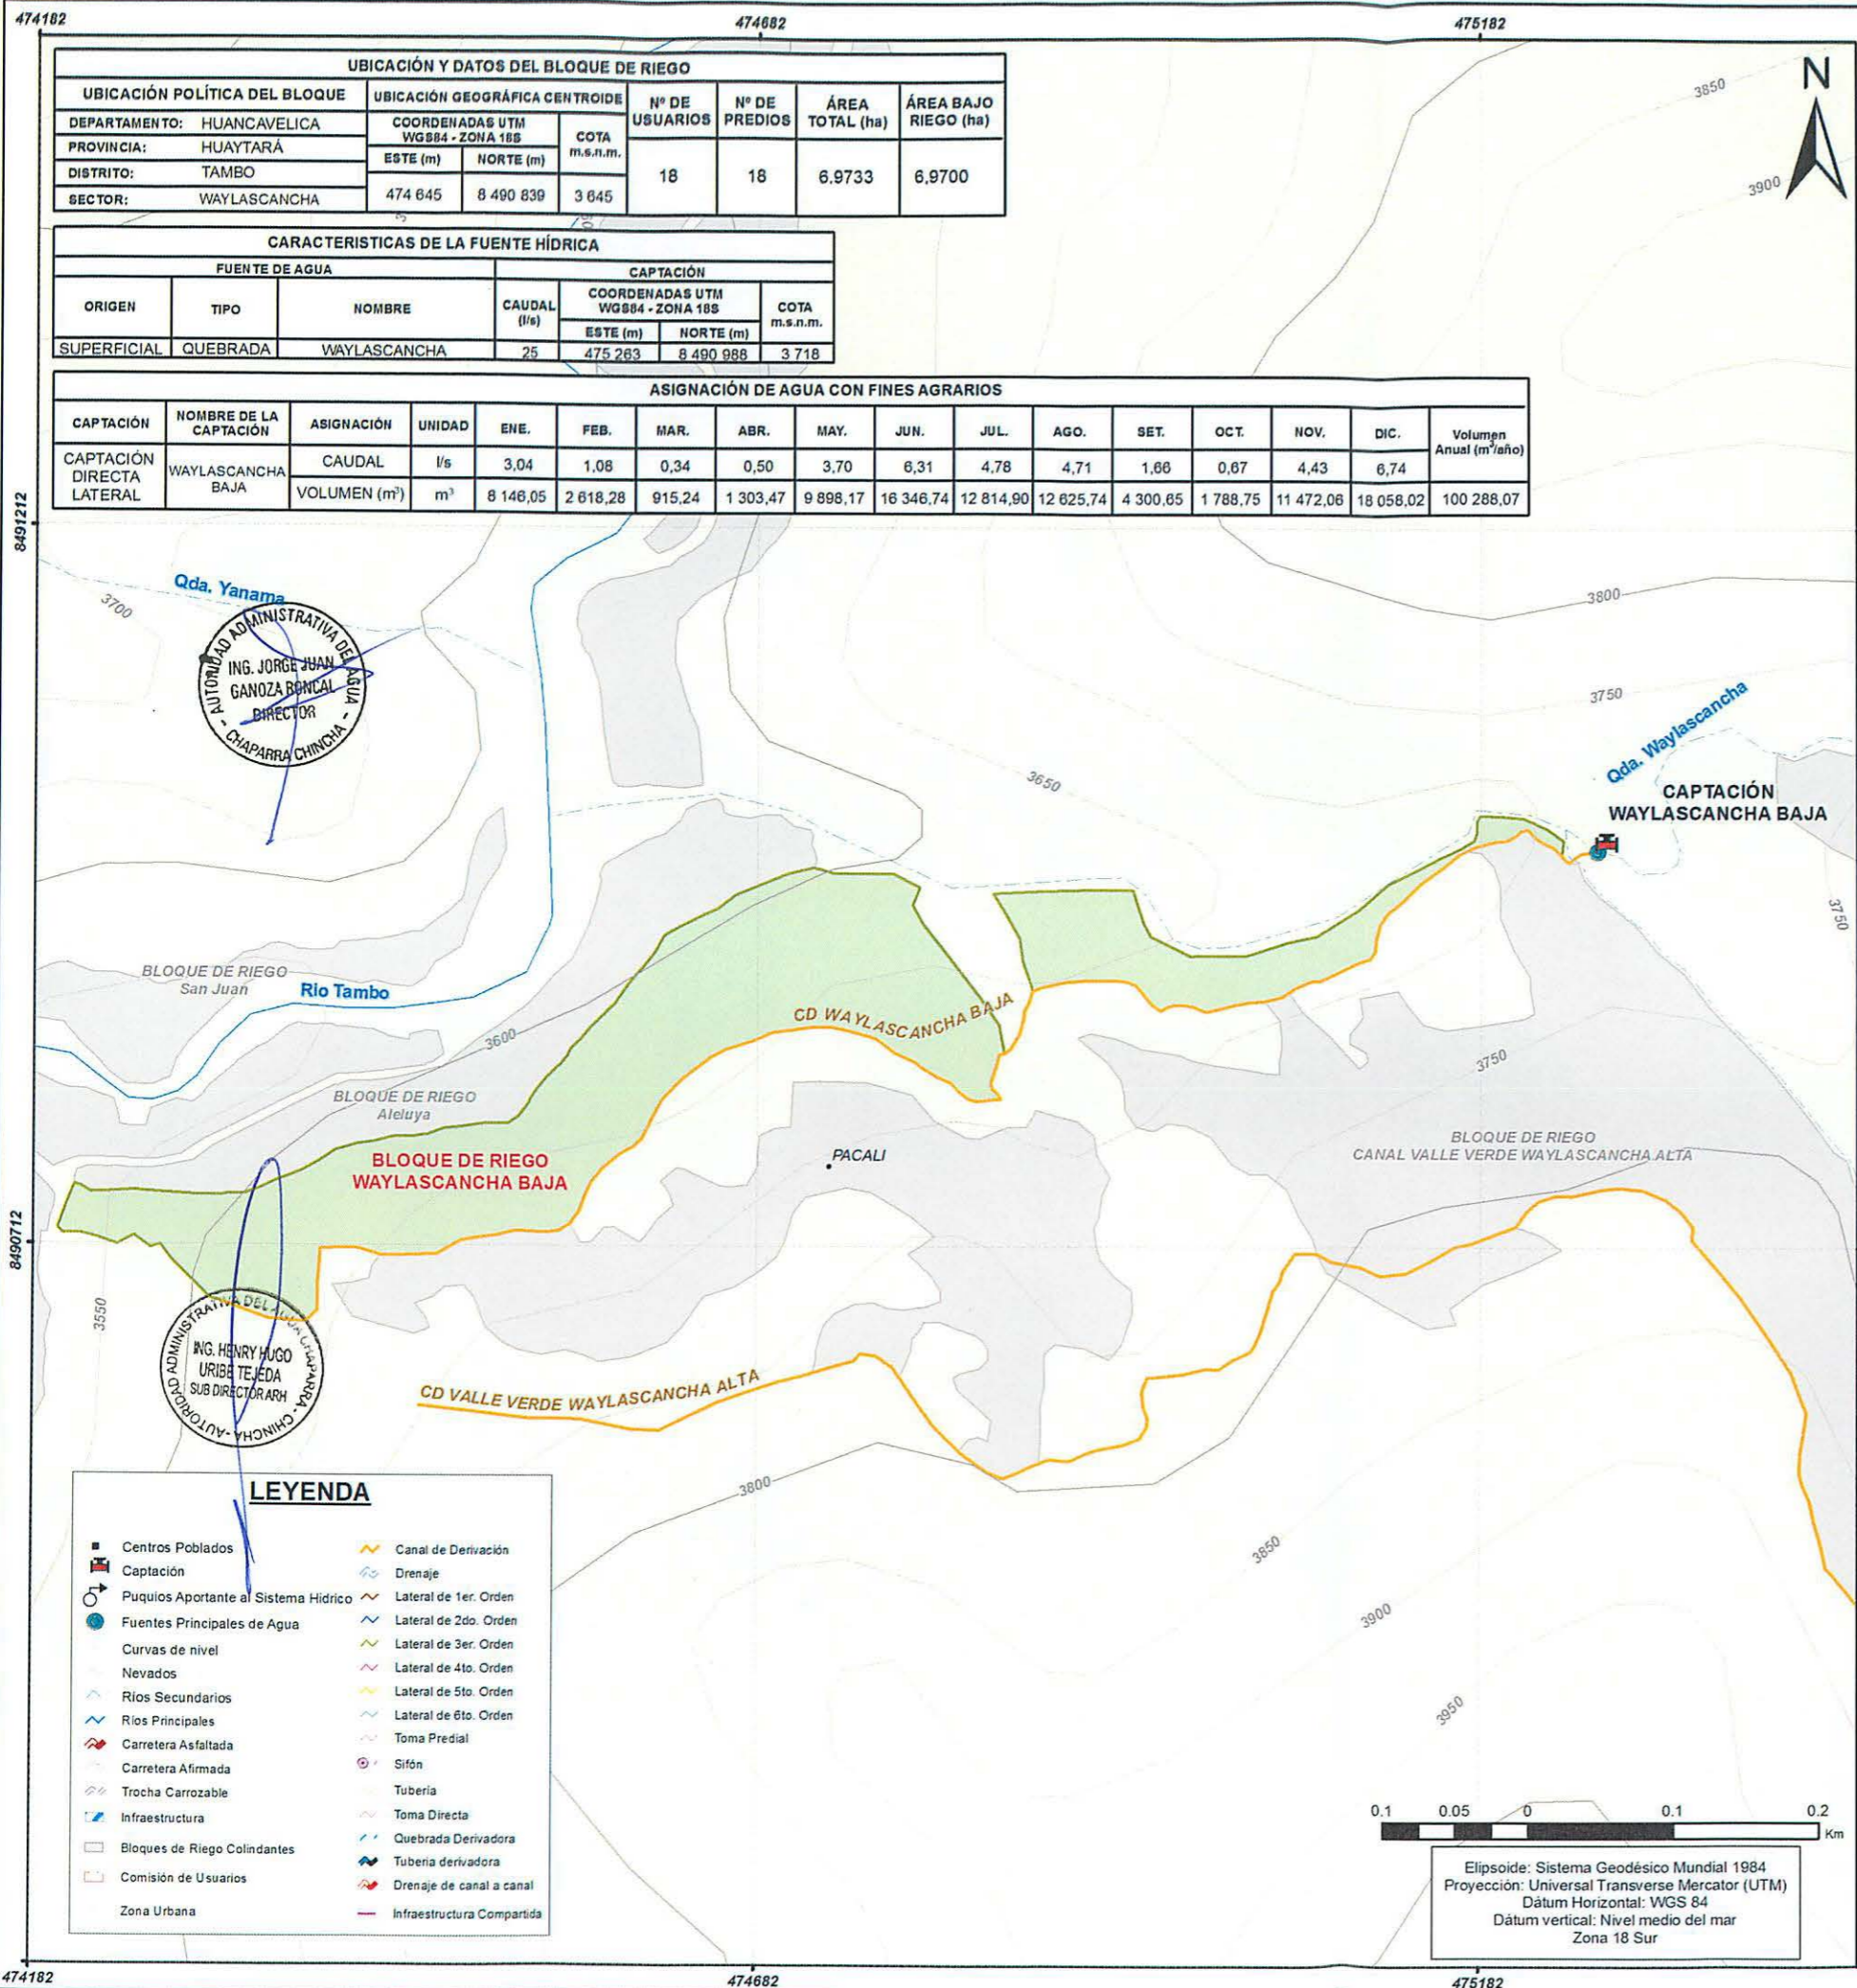 474182 474682 475182
UBICACIÓN Y DATOS DEL BLOQUE DE RIEGO
UBICACIÓN POLÍTICA DEL BLOQUE
DEPARTAMENTO: HUANCAVELICA
PROVINCIA: HUAYTARÁ
DISTRITO: TAMBO
SECTOR: WAYLASCANCHA
UBICACIÓN GEOGRÁFICA CENTROIDE
COORDENADAS UTM
WGS84 - ZONA 18S
ESTE (m) NORTE (m)
COTA
m.s.n.m.
474 645 8 490 839 3 645
Nº DE
USUARIOS
18
Nº DE
PREDIOS
18
ÁREA
TOTAL (ha)
6.9733
ÁREA BAJO
RIEGO (ha)
6,9700
N
CARACTERISTICAS DE LA FUENTE HÍDRICA
FUENTE DE AGUA CAPTACIÓN
ORIGEN TIPO NOMBRE
CAUDAL
(l/s)
COORDENADAS UTM
WGS84 - ZONA 18S
ESTE (m) NORTE (m)
COTA
m.s.n.m.
SUPERFICIAL QUEBRADA WAYLASCANCHA 25 475 263 8 490 988 3 718
ASIGNACIÓN DE AGUA CON FINES AGRARIOS
CAPTACIÓN
NOMBRE DE LA
CAPTACIÓN
ASIGNACIÓN UNIDAD ENE. FEB. MAR. ABR. MAY. JUN. JUL. AGO. SET. OCT. NOV. DIC.
Volumen
Anual (m³/año)
CAPTACIÓN
DIRECTA
LATERAL
WAYLASCANCHA
BAJA
CAUDAL l/s 3,04 1,08 0,34 0,50 3,70 6,31 4,78 4,71 1,66 0,67 4,43 6,74
VOLUMEN (m³) m³ 8 146,05 2 618,28 915,24 1 303,47 9 898,17 16 346,74 12 814,90 12 625,74 4 300,65 1 788,75 11 472,06 18 058,02 100 288,07
3850
3900
8491212
3700
Qda. Yanama
3800
3750
AUTORIDAD ADMINISTRATIVA DEL AGUA - CHAPARRA CHINCHA -
ING. JORGE JUAN
GANOZA RONCAL
DIRECTOR
3650
Qda. Waylascancha
CAPTACIÓN
WAYLASCANCHA BAJA
3750
BLOQUE DE RIEGO
San Juan
Rio Tambo
3600
CD WAYLASCANCHA BAJA
3750
BLOQUE DE RIEGO
Aleluya
BLOQUE DE RIEGO
WAYLASCANCHA BAJA
PACALI
BLOQUE DE RIEGO
CANAL VALLE VERDE WAYLASCANCHA ALTA
8490712
3550
AUTORIDAD ADMINISTRATIVA DEL AGUA CHAPARRA - CHINCHA -
ING. HENRY HUGO
URIBE TEJEDA
SUB DIRECTOR ARH
CD VALLE VERDE WAYLASCANCHA ALTA
3800
3850
3900
3950
LEYENDA
Centros Poblados
Captación
Puquios Aportante al Sistema Hidrico
Fuentes Principales de Agua
Curvas de nivel
Nevados
Ríos Secundarios
Ríos Principales
Carretera Asfaltada
Carretera Afirmada
Trocha Carrozable
Infraestructura
Bloques de Riego Colindantes
Comisión de Usuarios
Zona Urbana
Canal de Derivación
Drenaje
Lateral de 1er. Orden
Lateral de 2do. Orden
Lateral de 3er. Orden
Lateral de 4to. Orden
Lateral de 5to. Orden
Lateral de 6to. Orden
Toma Predial
Sifón
Tubería
Toma Directa
Quebrada Derivadora
Tuberia derivadora
Drenaje de canal a canal
Infraestructura Compartida
0.1 0.05 0 0.1 0.2
Km
Elipsoide: Sistema Geodésico Mundial 1984
Proyección: Universal Transverse Mercator (UTM)
Dátum Horizontal: WGS 84
Dátum vertical: Nivel medio del mar
Zona 18 Sur
474182 474682 475182